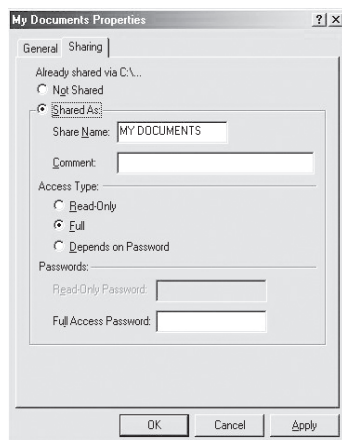 My Documents Properties
General Sharing
Already shared via C:\...
Not Shared
Shared As:
Share Name: MY DOCUMENTS
Comment:
Access Type:
Read-Only
Full
Depends on Password
Passwords:
Read-Only Password:
Full Access Password:
OK Cancel Apply